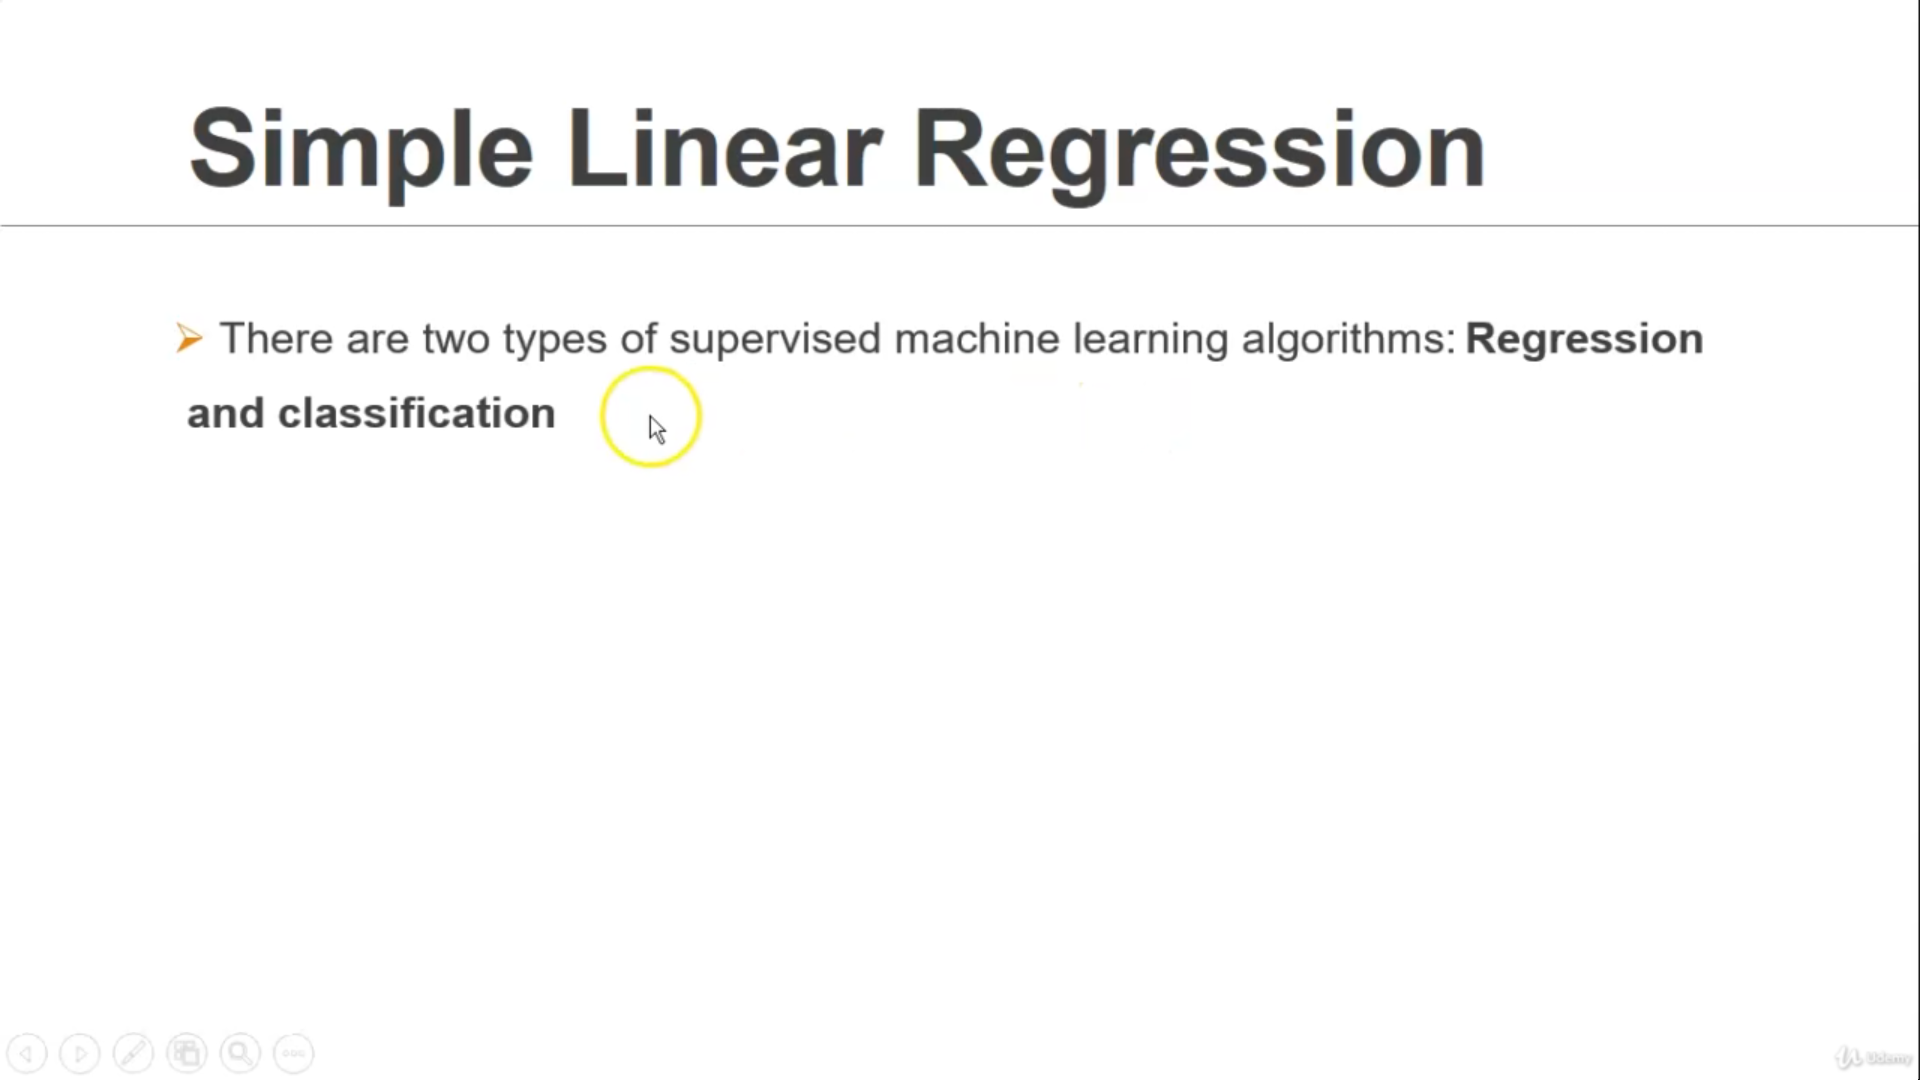 Simple Linear Regression
There are two types of supervised machine learning algorithms: Regression
and classification
Udemy